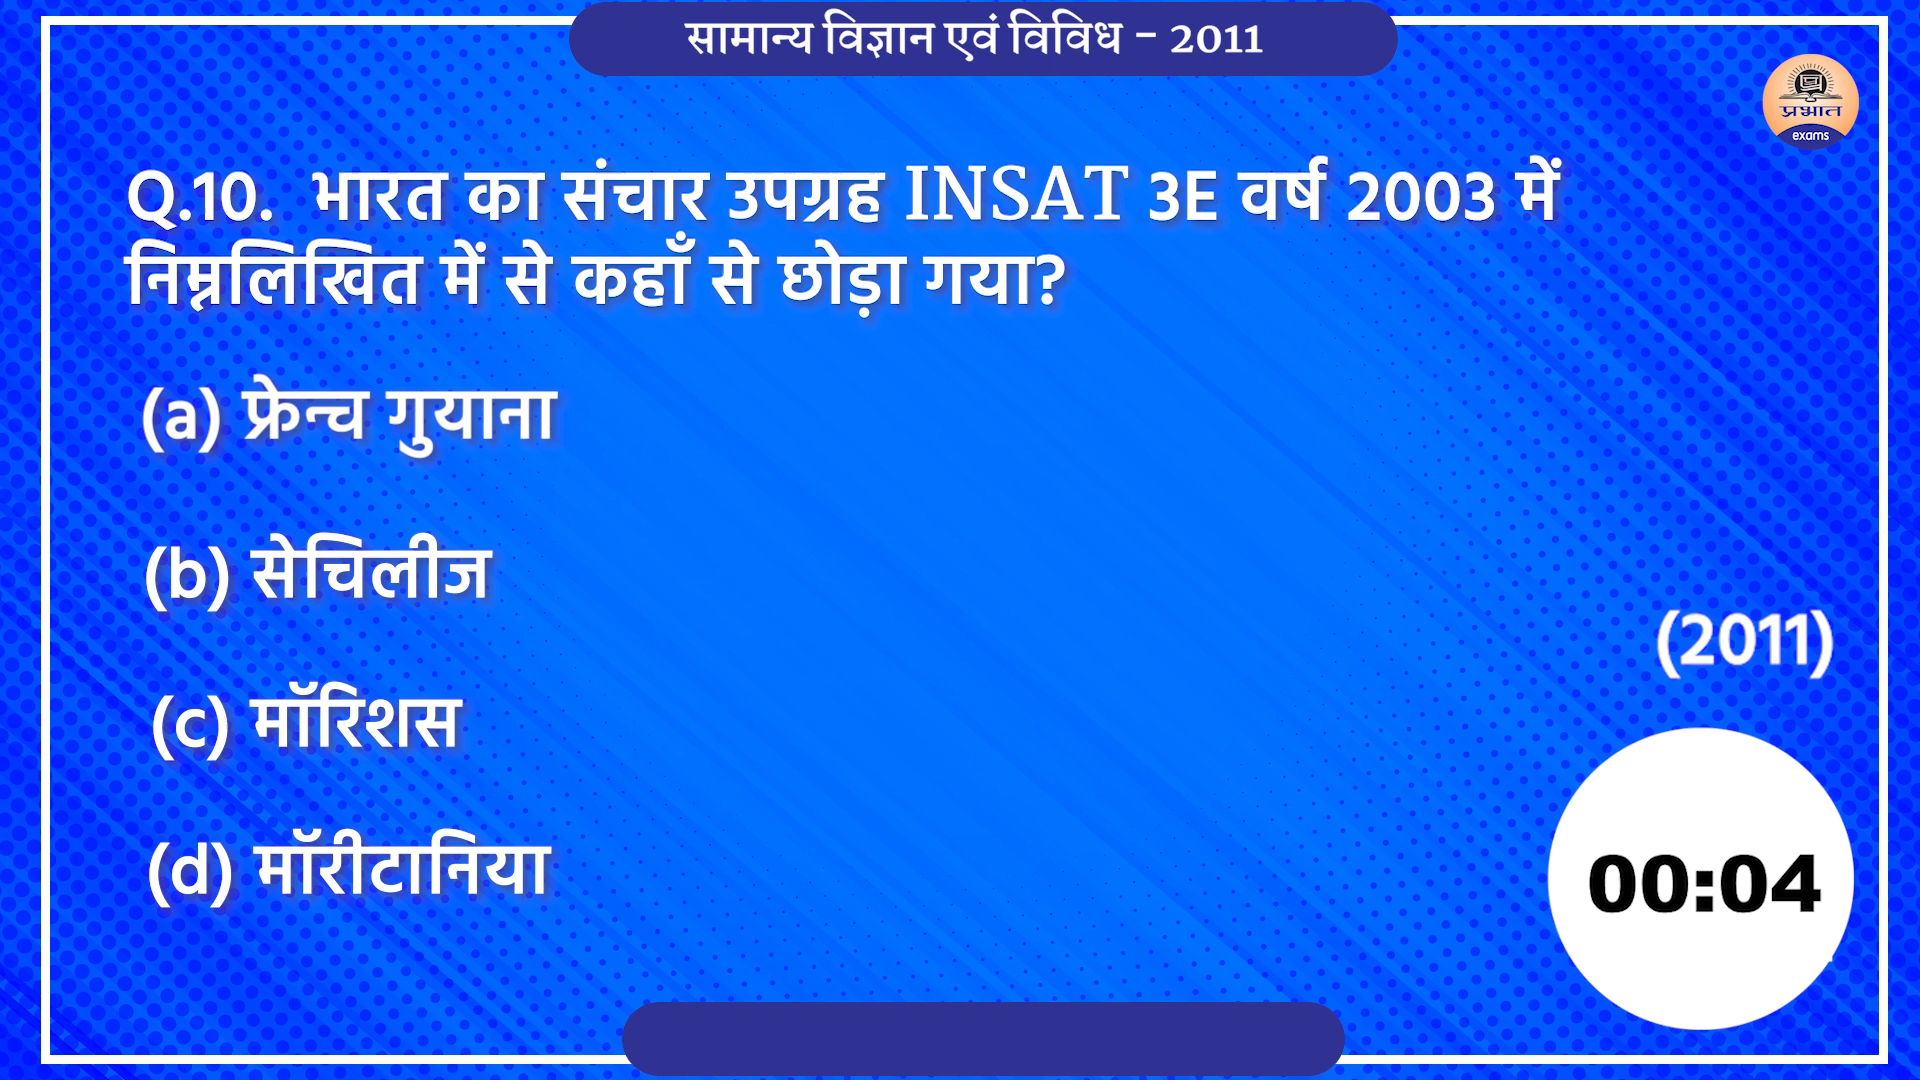 सामान्य विज्ञान एवं विविध – 2011
प्रभात
exams
Q.10. भारत का संचार उपग्रह INSAT 3E वर्ष 2003 में
निम्नलिखित में से कहाँ से छोड़ा गया?
(a) फ्रेन्च गुयाना
(b) सेचिलीज
(c) मॉरिशस
(d) मॉरीटानिया
(2011)
00:04